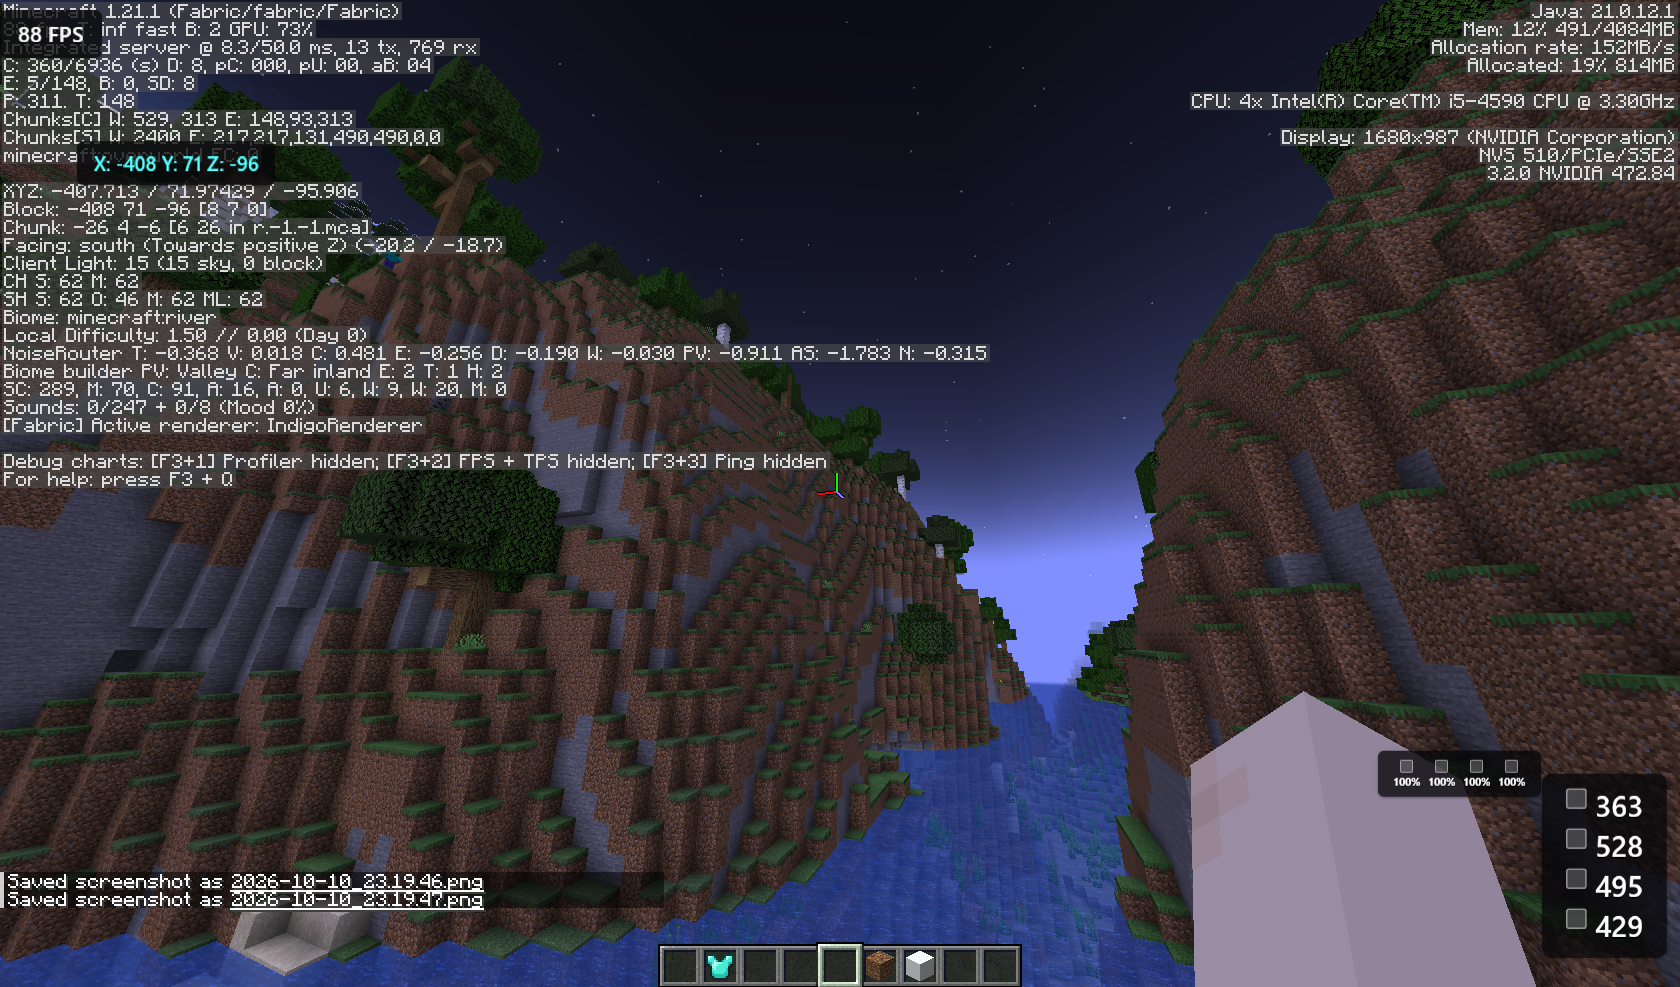 Minecraft 1.21.1 (Fabric/fabric/Fabric)
88 FPS
inf fast B: 2 GPU: 73%
Integrated server @ 8.3/50.0 ms, 13 tx, 769 rx
C: 360/6936 (s) D: 8, pC: 000, pU: 00, aB: 04
E: 5/148, B: 0, SD: 8
P: 311. T: 148
Chunks[C] W: 529, 313 E: 148,93,313
Chunks[S] W: 2400 E: 217,217,131,490,490,0,0
X: -408 Y: 71 Z: -96
XYZ: -407.713 / 71.97429 / -95.906
Block: -408 71 -96 [8 7 0]
Chunk: -26 4 -6 [6 26 in r.-1.-1.mca]
Facing: south (Towards positive Z) (-20.2 / -18.7)
Client Light: 15 (15 sky, 0 block)
CH S: 62 M: 62
SH S: 62 O: 46 M: 62 ML: 62
Biome: minecraft:river
Local Difficulty: 1.50 // 0.00 (Day 0)
NoiseRouter T: -0.368 V: 0.018 C: 0.481 E: -0.256 D: -0.190 W: -0.030 PV: -0.911 AS: -1.783 N: -0.315
Biome builder PV: Valley C: Far inland E: 2 T: 1 H: 2
SC: 289, M: 70, C: 91, A: 16, A: 0, U: 6, W: 9, W: 20, M: 0
Sounds: 0/247 + 0/8 (Mood 0%)
[Fabric] Active renderer: IndigoRenderer
Debug charts: [F3+1] Profiler hidden; [F3+2] FPS + TPS hidden; [F3+3] Ping hidden
For help: press F3 + Q
Java: 21.0.12.1
Mem: 12% 491/4084MB
Allocation rate: 152MB/s
Allocated: 19% 814MB
CPU: 4x Intel(R) Core(TM) i5-4590 CPU @ 3.30GHz
Display: 1680x987 (NVIDIA Corporation)
NVS 510/PCIe/SSE2
3.2.0 NVIDIA 472.84
Saved screenshot as 2026-10-10_23.19.46.png
Saved screenshot as 2026-10-10_23.19.47.png
100% 100% 100% 100%
363
528
495
429